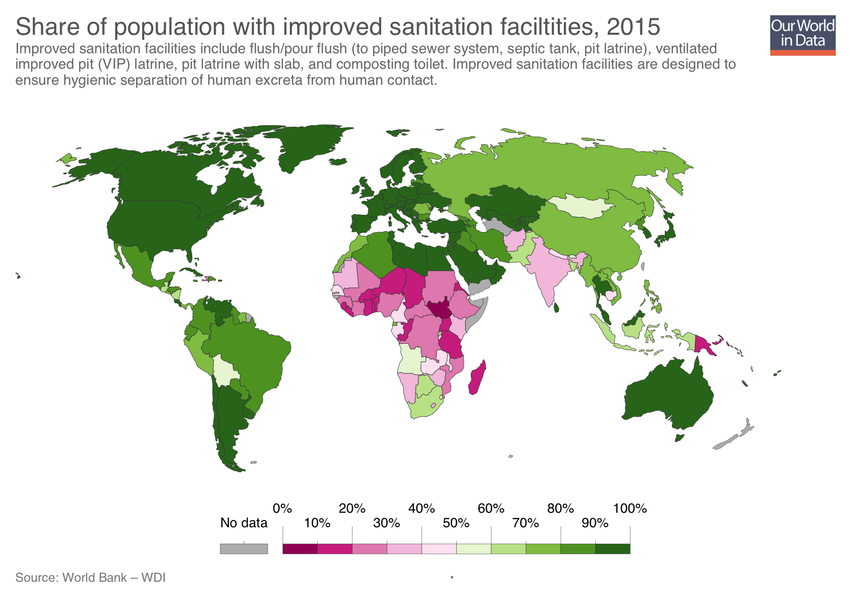 Share of population with improved sanitation faciltities, 2015
Improved sanitation facilities include flush/pour flush (to piped sewer system, septic tank, pit latrine), ventilated
improved pit (VIP) latrine, pit latrine with slab, and composting toilet. Improved sanitation facilities are designed to
ensure hygienic separation of human excreta from human contact.
Our World
in Data
0% 20% 40% 60% 80% 100%
No data 10% 30% 50% 70% 90%
Source: World Bank – WDI